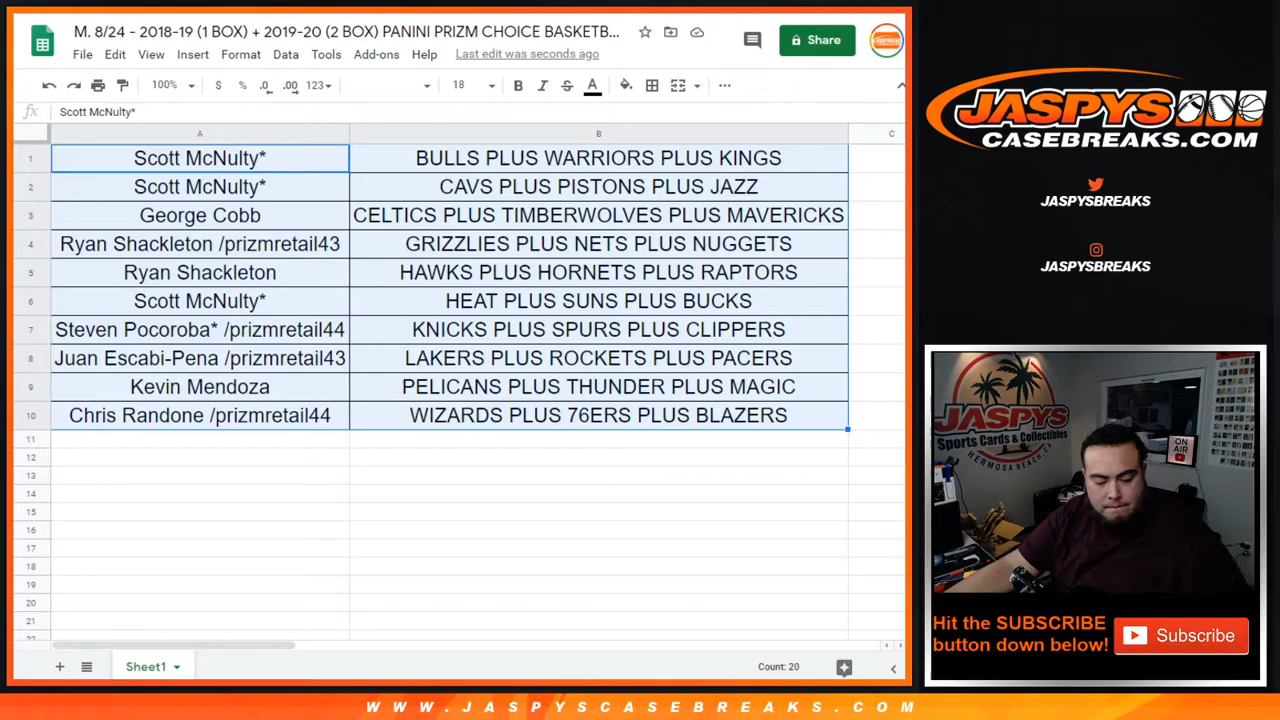 M. 8/24 - 2018-19 (1 BOX) + 2019-20 (2 BOX) PANINI PRIZM CHOICE BASKETB...
File Edit View Insert Format Data Tools Add-ons Help Last edit was seconds ago
Share
100% $ % .0 .00 123 18 B I S A ...
fx Scott McNulty*
A B C
1 Scott McNulty* BULLS PLUS WARRIORS PLUS KINGS
2 Scott McNulty* CAVS PLUS PISTONS PLUS JAZZ
3 George Cobb CELTICS PLUS TIMBERWOLVES PLUS MAVERICKS
4 Ryan Shackleton /prizmretail43 GRIZZLIES PLUS NETS PLUS NUGGETS
5 Ryan Shackleton HAWKS PLUS HORNETS PLUS RAPTORS
6 Scott McNulty* HEAT PLUS SUNS PLUS BUCKS
7 Steven Pocoroba* /prizmretail44 KNICKS PLUS SPURS PLUS CLIPPERS
8 Juan Escabi-Pena /prizmretail43 LAKERS PLUS ROCKETS PLUS PACERS
9 Kevin Mendoza PELICANS PLUS THUNDER PLUS MAGIC
10 Chris Randone /prizmretail44 WIZARDS PLUS 76ERS PLUS BLAZERS
11
12
13
14
15
16
17
18
19
20
21
22
Sheet1 Count: 20
JASPYS
CASEBREAKS.COM
JASPYSBREAKS
JASPYSBREAKS
JASPYS
Sports Cards & Collectibles
HERMOSA BEACH, CA
ON
AIR
Hit the SUBSCRIBE
button down below!
Subscribe
WWW.JASPYSCASEBREAKS.COM